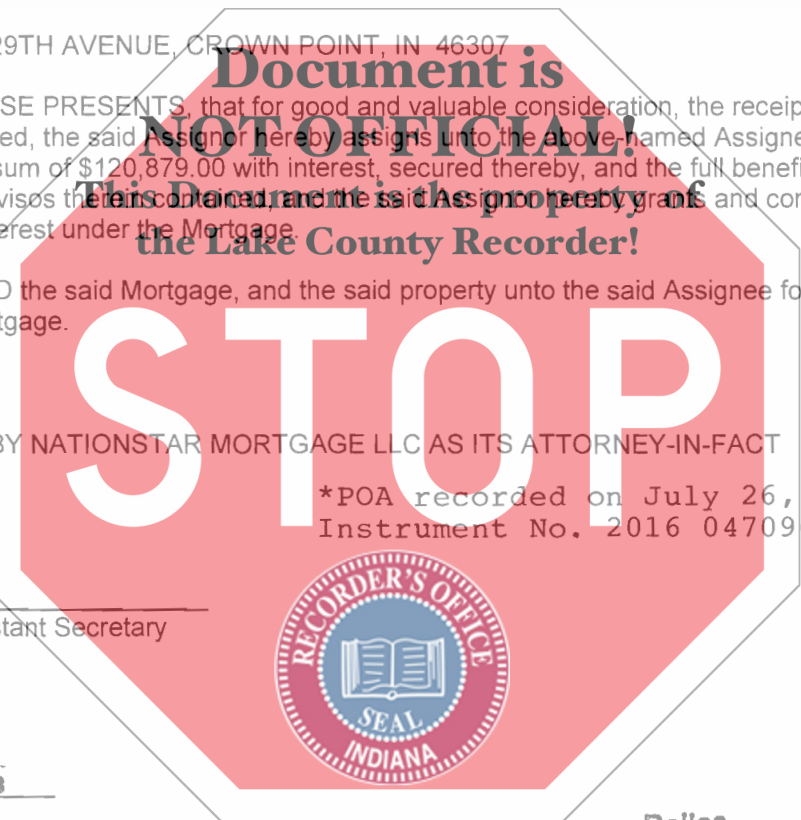 29TH AVENUE, CROWN POINT, IN 46307
Document is
SE PRESENTS, that for good and valuable consideration, the receip
NOT OFFICIAL!
ed, the said Assignor hereby assigns unto the above-named Assigne
sum of $120,879.00 with interest, secured thereby, and the full benefi
This Document is the property of
visos therein contained, and the said Assignor hereby grants and con
erest under the Mortgage.
the Lake County Recorder!
D the said Mortgage, and the said property unto the said Assignee fo
tgage.
STOP
BY NATIONSTAR MORTGAGE LLC AS ITS ATTORNEY-IN-FACT
*POA recorded on July 26,
Instrument No. 2016 04709
RECORDER'S OFFICE
SEAL
INDIANA
stant Secretary